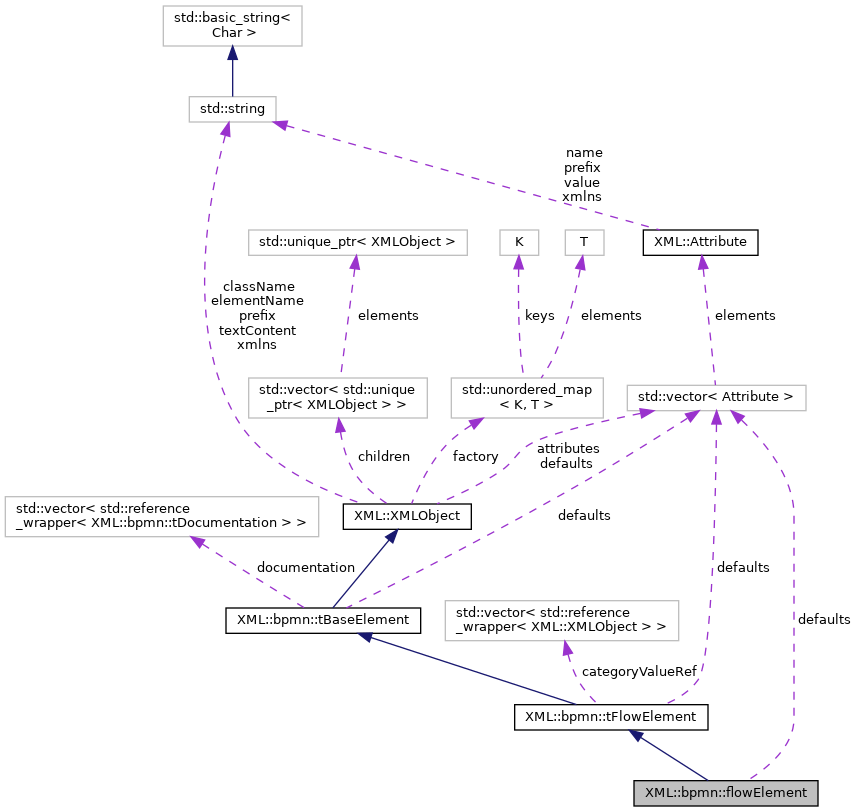 std::basic_string<
Char >
std::string
name
prefix
value
xmlns
std::unique_ptr< XMLObject >
K
T
XML::Attribute
className
elementName
prefix
textContent
xmlns
elements
keys
elements
elements
std::vector< std::unique
_ptr< XMLObject > >
std::unordered_map
< K, T >
std::vector< Attribute >
children
factory
attributes
defaults
std::vector< std::reference
_wrapper< XML::bpmn::tDocumentation > >
XML::XMLObject
defaults
documentation
defaults
XML::bpmn::tBaseElement
std::vector< std::reference
_wrapper< XML::XMLObject > >
defaults
categoryValueRef
XML::bpmn::tFlowElement
XML::bpmn::flowElement